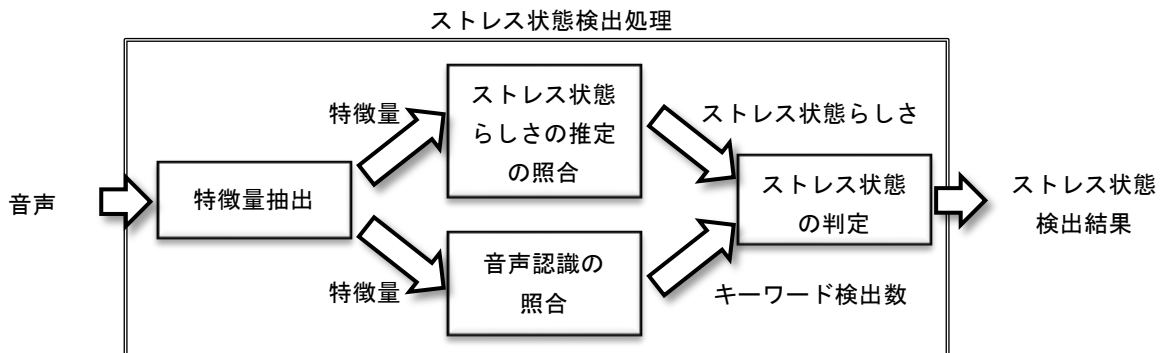 ストレス状態検出処理
音声
特徴量抽出
特徴量
ストレス状態
らしさの推定
の照合
特徴量
音声認識の
照合
ストレス状態らしさ
キーワード検出数
ストレス状態
の判定
ストレス状態
検出結果